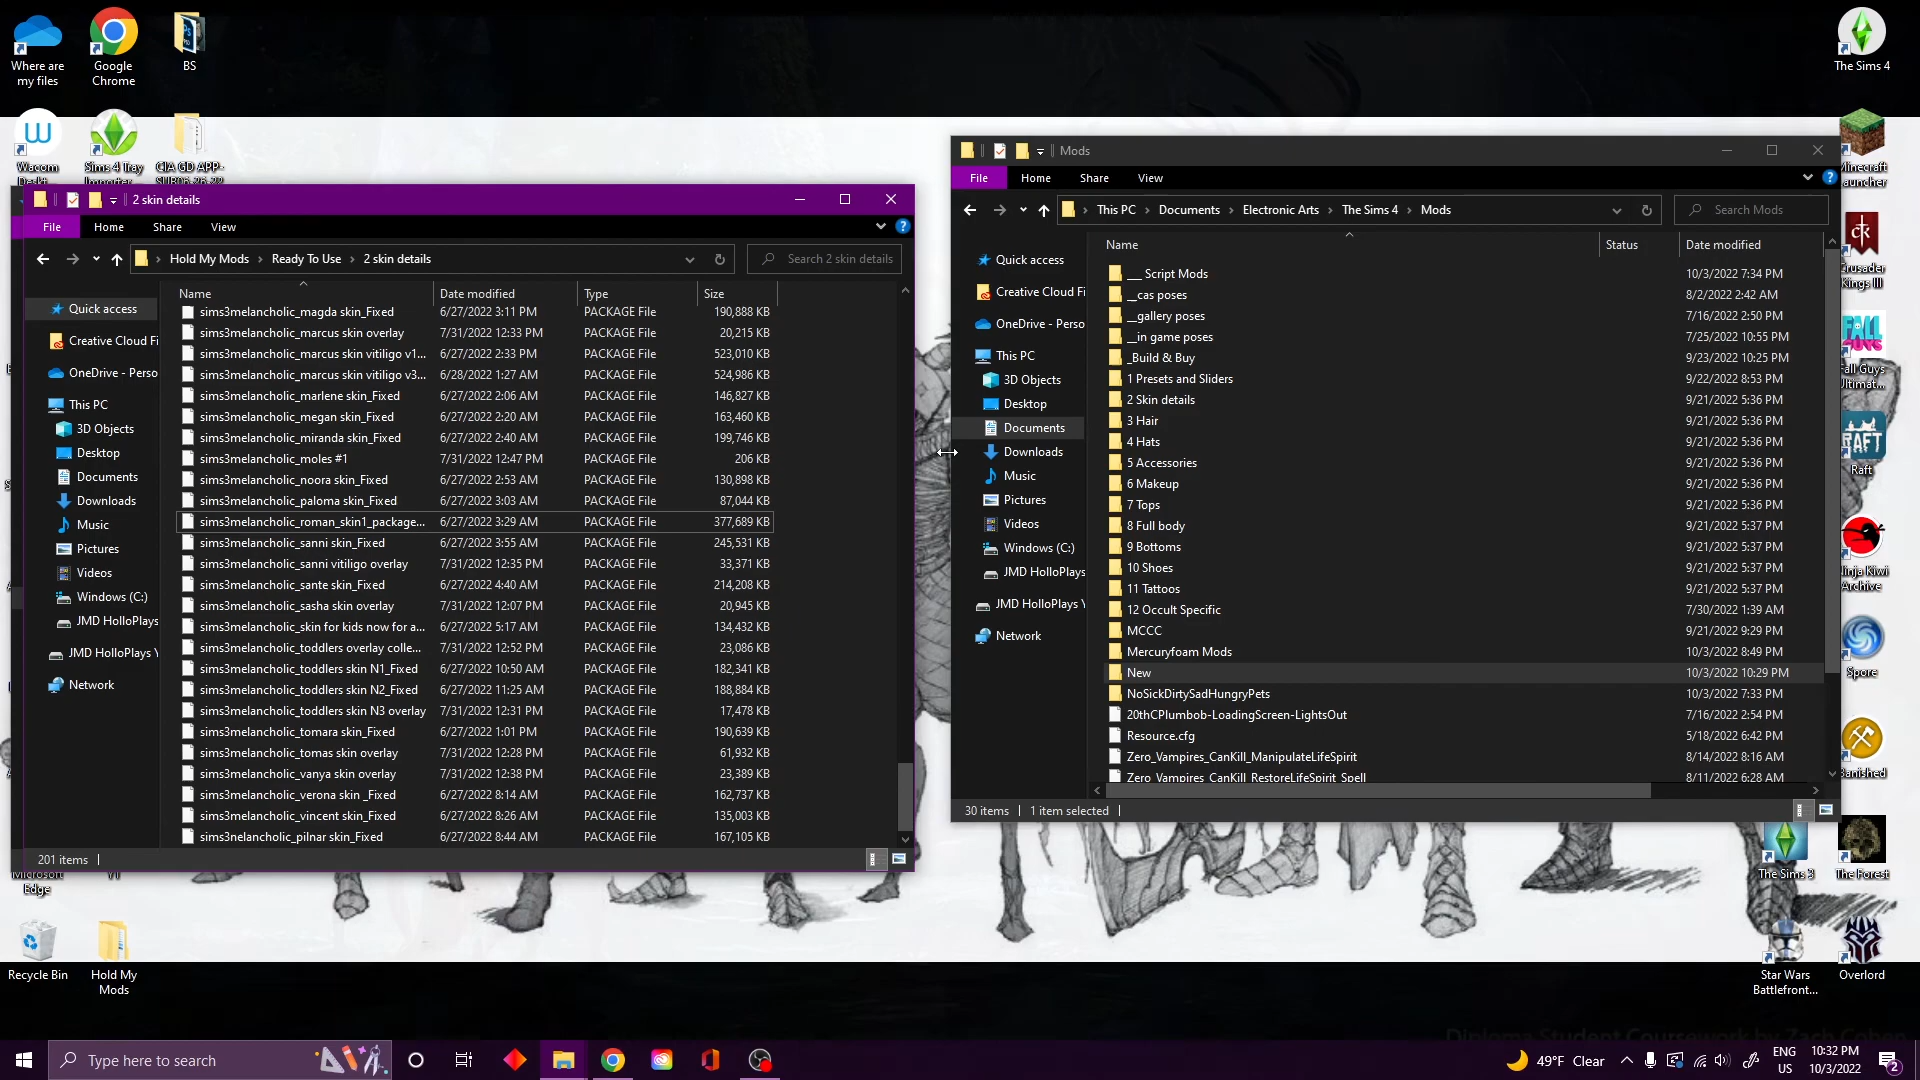 Where are
my files
Google
Chrome
BS
The Sims 4
Wacom
Sims 4 Tray
Importer
CIA GD APP-
Minecraft
Launcher
Crusader
Kings III
Fall Guys
Ultimat...
Raft
Ninja Kiwi
Archive
Spore
Banished
The Sims 3
The Forest
Star Wars
Battlefront...
Overlord
Microsoft
Edge
Recycle Bin
Hold My
Mods
2 skin details
File
Home
Share
View
Hold My Mods
Ready To Use
2 skin details
Search 2 skin details
Quick access
Creative Cloud Fi
OneDrive - Perso
This PC
3D Objects
Desktop
Documents
Downloads
Music
Pictures
Videos
Windows (C:)
JMD HolloPlays
JMD HolloPlays Y
Network
Name Date modified Type Size
sims3melancholic_magda skin_Fixed 6/27/2022 3:11 PM PACKAGE File 190,888 KB
sims3melancholic_marcus skin overlay 7/31/2022 12:33 PM PACKAGE File 20,215 KB
sims3melancholic_marcus skin vitiligo v1... 6/27/2022 2:33 PM PACKAGE File 523,010 KB
sims3melancholic_marcus skin vitiligo v3... 6/28/2022 1:27 AM PACKAGE File 524,986 KB
sims3melancholic_marlene skin_Fixed 6/27/2022 2:06 AM PACKAGE File 146,827 KB
sims3melancholic_megan skin_Fixed 6/27/2022 2:20 AM PACKAGE File 163,460 KB
sims3melancholic_miranda skin_Fixed 6/27/2022 2:40 AM PACKAGE File 199,746 KB
sims3melancholic_moles #1 7/31/2022 12:47 PM PACKAGE File 206 KB
sims3melancholic_noora skin_Fixed 6/27/2022 2:53 AM PACKAGE File 130,898 KB
sims3melancholic_paloma skin_Fixed 6/27/2022 3:03 AM PACKAGE File 87,044 KB
sims3melancholic_roman_skin1_package... 6/27/2022 3:29 AM PACKAGE File 377,689 KB
sims3melancholic_sanni skin_Fixed 6/27/2022 3:55 AM PACKAGE File 245,531 KB
sims3melancholic_sanni vitiligo overlay 7/31/2022 12:35 PM PACKAGE File 33,371 KB
sims3melancholic_sante skin_Fixed 6/27/2022 4:40 AM PACKAGE File 214,208 KB
sims3melancholic_sasha skin overlay 7/31/2022 12:07 PM PACKAGE File 20,945 KB
sims3melancholic_skin for kids now for a... 6/27/2022 5:17 AM PACKAGE File 134,432 KB
sims3melancholic_toddlers overlay colle... 7/31/2022 12:52 PM PACKAGE File 23,086 KB
sims3melancholic_toddlers skin N1_Fixed 6/27/2022 10:50 AM PACKAGE File 182,341 KB
sims3melancholic_toddlers skin N2_Fixed 6/27/2022 11:25 AM PACKAGE File 188,884 KB
sims3melancholic_toddlers skin N3 overlay 7/31/2022 12:31 PM PACKAGE File 17,478 KB
sims3melancholic_tomara skin_Fixed 6/27/2022 1:01 PM PACKAGE File 190,639 KB
sims3melancholic_tomas skin overlay 7/31/2022 12:28 PM PACKAGE File 61,932 KB
sims3melancholic_vanya skin overlay 7/31/2022 12:38 PM PACKAGE File 23,389 KB
sims3melancholic_verona skin _Fixed 6/27/2022 8:14 AM PACKAGE File 162,737 KB
sims3melancholic_vincent skin_Fixed 6/27/2022 8:26 AM PACKAGE File 135,003 KB
sims3nelancholic_pilnar skin_Fixed 6/27/2022 8:44 AM PACKAGE File 167,105 KB
201 items
Mods
File
Home
Share
View
This PC
Documents
Electronic Arts
The Sims 4
Mods
Search Mods
Quick access
Creative Cloud Fi
OneDrive - Perso
This PC
3D Objects
Desktop
Documents
Downloads
Music
Pictures
Videos
Windows (C:)
JMD HolloPlays
JMD HolloPlays Y
Network
Name Status Date modified
___ Script Mods 10/3/2022 7:34 PM
__cas poses 8/2/2022 2:42 AM
__gallery poses 7/16/2022 2:50 PM
__in game poses 7/25/2022 10:55 PM
_Build & Buy 9/23/2022 10:25 PM
1 Presets and Sliders 9/22/2022 8:53 PM
2 Skin details 9/21/2022 5:36 PM
3 Hair 9/21/2022 5:36 PM
4 Hats 9/21/2022 5:36 PM
5 Accessories 9/21/2022 5:36 PM
6 Makeup 9/21/2022 5:36 PM
7 Tops 9/21/2022 5:36 PM
8 Full body 9/21/2022 5:37 PM
9 Bottoms 9/21/2022 5:37 PM
10 Shoes 9/21/2022 5:37 PM
11 Tattoos 9/21/2022 5:37 PM
12 Occult Specific 7/30/2022 1:39 AM
MCCC 9/21/2022 9:29 PM
Mercuryfoam Mods 10/3/2022 8:49 PM
New 10/3/2022 10:29 PM
NoSickDirtySadHungryPets 10/3/2022 7:33 PM
20thCPlumbob-LoadingScreen-LightsOut 7/16/2022 2:54 PM
Resource.cfg 5/18/2022 6:42 PM
Zero_Vampires_CanKill_ManipulateLifeSpirit 8/14/2022 8:16 AM
Zero_Vampires_CanKill_RestoreLifeSpirit_Spell 8/11/2022 6:28 AM
30 items
1 item selected
Type here to search
49°F Clear
ENG
US
10:32 PM
10/3/2022
2